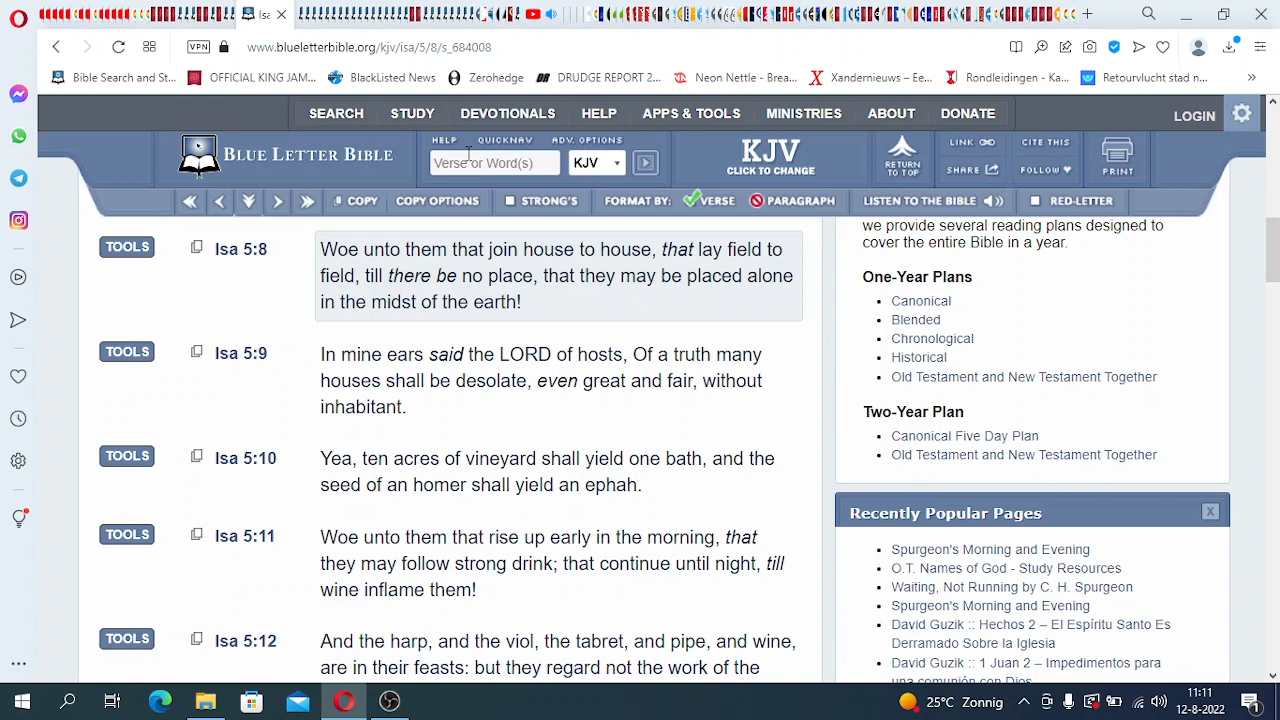 Isa
www.blueletterbible.org/kjv/isa/5/8/s_684008
VPN
Bible Search and St...
OFFICIAL KING JAM...
BlackListed News
Zerohedge
DRUDGE REPORT 2...
Neon Nettle - Brea...
Xandernieuws – Ee...
Rondleidingen - Ka...
Retourvlucht stad n...
SEARCH
STUDY
DEVOTIONALS
HELP
APPS & TOOLS
MINISTRIES
ABOUT
DONATE
LOGIN
BLUE LETTER BIBLE
HELP
QUICKNAV
ADV. OPTIONS
Verse or Word(s)
KJV
KJV
CLICK TO CHANGE
RETURN
TO TOP
LINK
CITE THIS
SHARE
FOLLOW
PRINT
COPY
COPY OPTIONS
STRONG'S
FORMAT BY:
VERSE
PARAGRAPH
LISTEN TO THE BIBLE
RED-LETTER
TOOLS
Isa 5:8
Woe unto them that join house to house, that lay field to
field, till there be no place, that they may be placed alone
in the midst of the earth!
TOOLS
Isa 5:9
In mine ears said the LORD of hosts, Of a truth many
houses shall be desolate, even great and fair, without
inhabitant.
TOOLS
Isa 5:10
Yea, ten acres of vineyard shall yield one bath, and the
seed of an homer shall yield an ephah.
TOOLS
Isa 5:11
Woe unto them that rise up early in the morning, that
they may follow strong drink; that continue until night, till
wine inflame them!
TOOLS
Isa 5:12
And the harp, and the viol, the tabret, and pipe, and wine,
are in their feasts: but they regard not the work of the
we provide several reading plans designed to
cover the entire Bible in a year.
One-Year Plans
Canonical
Blended
Chronological
Historical
Old Testament and New Testament Together
Two-Year Plan
Canonical Five Day Plan
Old Testament and New Testament Together
Recently Popular Pages
X
Spurgeon's Morning and Evening
O.T. Names of God - Study Resources
Waiting, Not Running by C. H. Spurgeon
Spurgeon's Morning and Evening
David Guzik :: Hechos 2 – El Espíritu Santo Es
Derramado Sobre la Iglesia
David Guzik :: 1 Juan 2 – Impedimentos para
una comunión con Dios
25°C Zonnig
11:11
12-8-2022
1